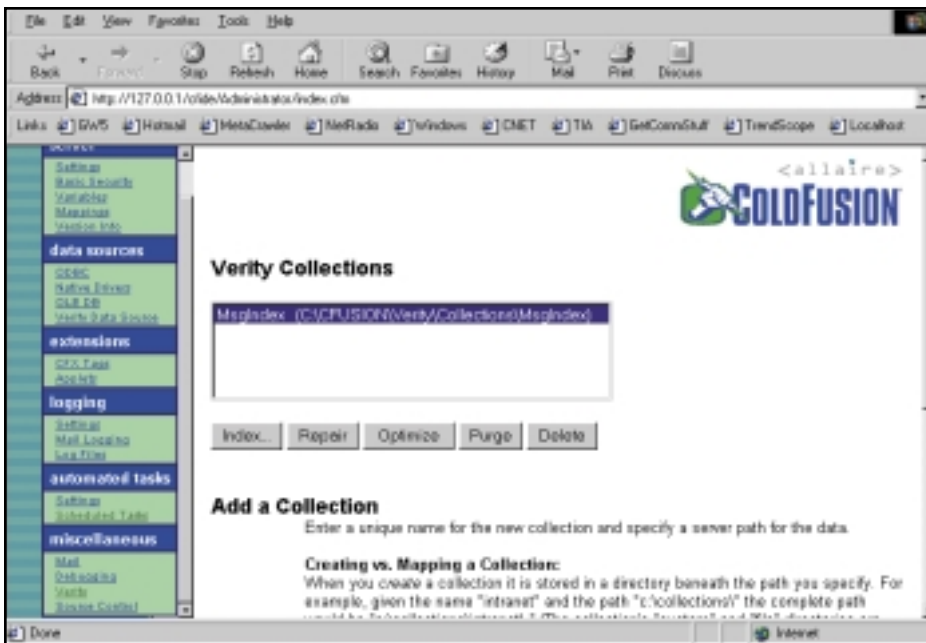 File Edit View Favorites Tools Help
Back Forward Stop Refresh Home Search Favorites History Mail Print Discuss
Address http://127.0.0.1/cfide/Administrator/index.cfm
Links GW5 Hotmail MetaCrawler NetRadio Windows CNET TIA GetCommStuff TrendScope Localhost
server
Settings
Basic Security
Variables
Mappings
Version Info
data sources
ODBC
Native Drivers
OLE DB
Verify Data Source
extensions
CFX Tags
Applets
logging
Settings
Mail Logging
Log Files
automated tasks
Settings
Scheduled Tasks
miscellaneous
Mail
Debugging
Verity
Source Control
<allaire>
COLDFUSION
Verity Collections
MsgIndex (C:\CFUSION\Verity\Collections\MsgIndex)
Index... Repair Optimize Purge Delete
Add a Collection
Enter a unique name for the new collection and specify a server path for the data.
Creating vs. Mapping a Collection:
When you create a collection it is stored in a directory beneath the path you specify. For
example, given the name "intranet" and the path "c:\collections\" the complete path
Done Internet